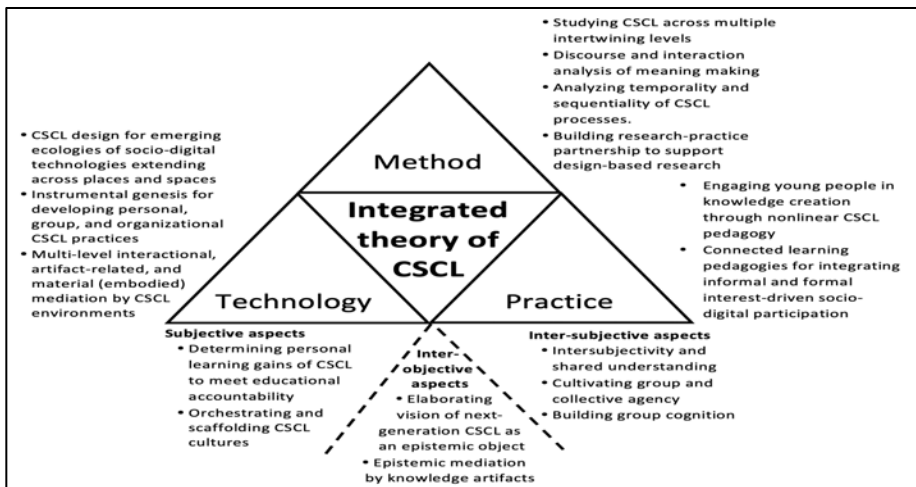 • Studying CSCL across multiple
intertwining levels
• Discourse and interaction
analysis of meaning making
• Analyzing temporality and
sequentiality of CSCL
processes.
• Building research-practice
partnership to support
design-based research
• CSCL design for emerging
ecologies of socio-digital
technologies extending
across places and spaces
• Instrumental genesis for
developing personal,
group, and organizational
CSCL practices
• Multi-level interactional,
artifact-related, and
material (embodied)
mediation by CSCL
environments
Method
Integrated
theory of
CSCL
Technology
Practice
• Engaging young people in
knowledge creation
through nonlinear CSCL
pedagogy
• Connected learning
pedagogies for integrating
informal and formal
interest-driven socio-
digital participation
Subjective aspects
• Determining personal
learning gains of CSCL
to meet educational
accountability
• Orchestrating and
scaffolding CSCL
cultures
Inter-
objective
aspects
• Elaborating
vision of next-
generation CSCL as
an epistemic object
• Epistemic mediation
by knowledge artifacts
Inter-subjective aspects
• Intersubjectivity and
shared understanding
• Cultivating group and
collective agency
• Building group cognition